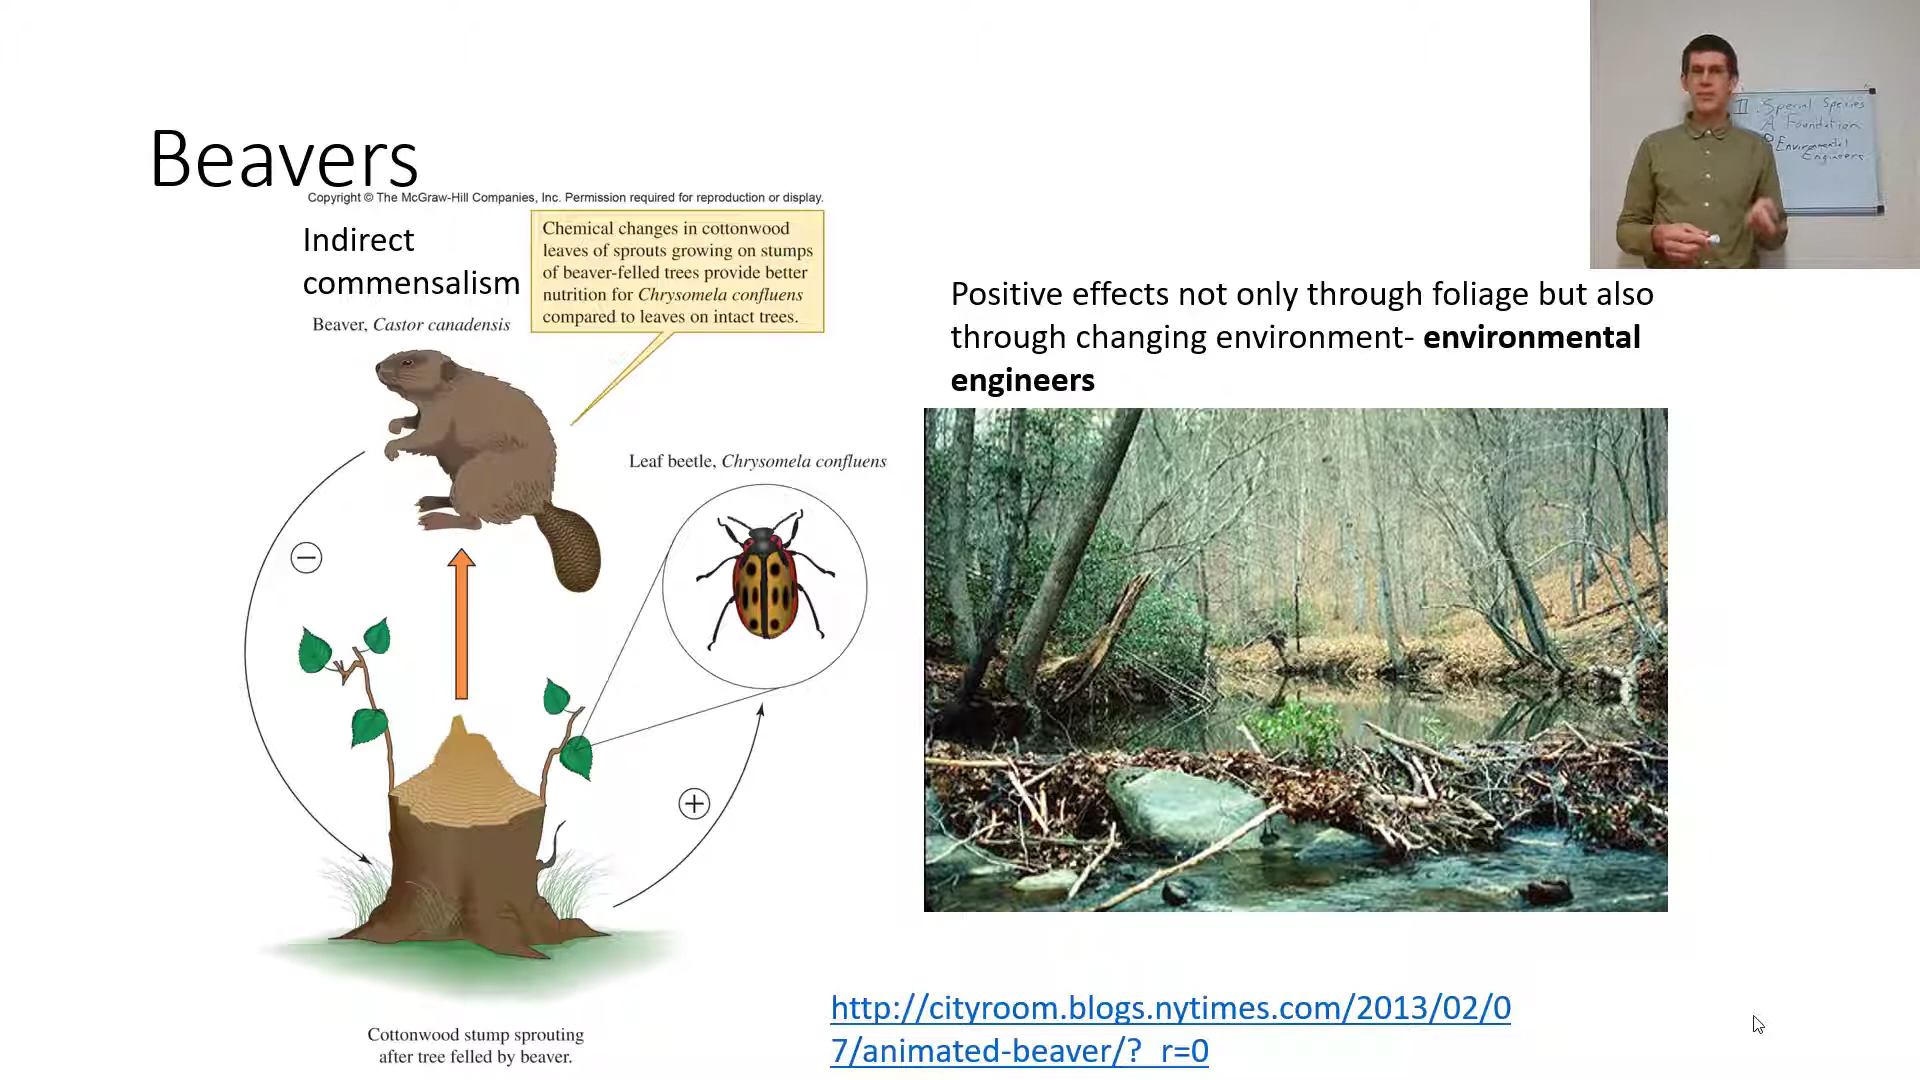 Beavers
Copyright © The McGraw-Hill Companies, Inc. Permission required for reproduction or display.
Indirect
commensalism
Chemical changes in cottonwood
leaves of sprouts growing on stumps
of beaver-felled trees provide better
nutrition for Chrysomela confluens
compared to leaves on intact trees.
Beaver, Castor canadensis
Leaf beetle, Chrysomela confluens
−
+
Cottonwood stump sprouting
after tree felled by beaver.
Positive effects not only through foliage but also
through changing environment- environmental
engineers
http://cityroom.blogs.nytimes.com/2013/02/0
7/animated-beaver/?_r=0
II Special Species
A Foundation
Environmental
Engineers